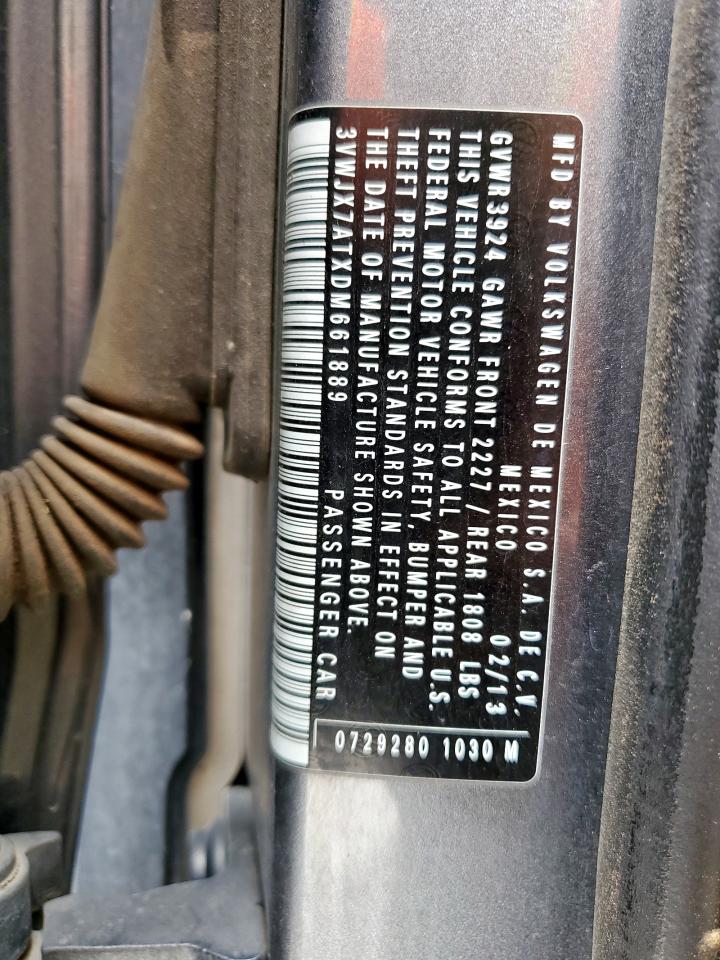 MFD BY VOLKSWAGEN DE MEXICO S.A. DE C.V.
MEXICO 02/13
GVWR 3924 GAWR FRONT 2227 / REAR 1808 LBS
THIS VEHICLE CONFORMS TO ALL APPLICABLE U.S.
FEDERAL MOTOR VEHICLE SAFETY, BUMPER AND
THEFT PREVENTION STANDARDS IN EFFECT ON
THE DATE OF MANUFACTURE SHOWN ABOVE.
3VWJX7ATXDM661889 PASSENGER CAR
0729280 1030 M